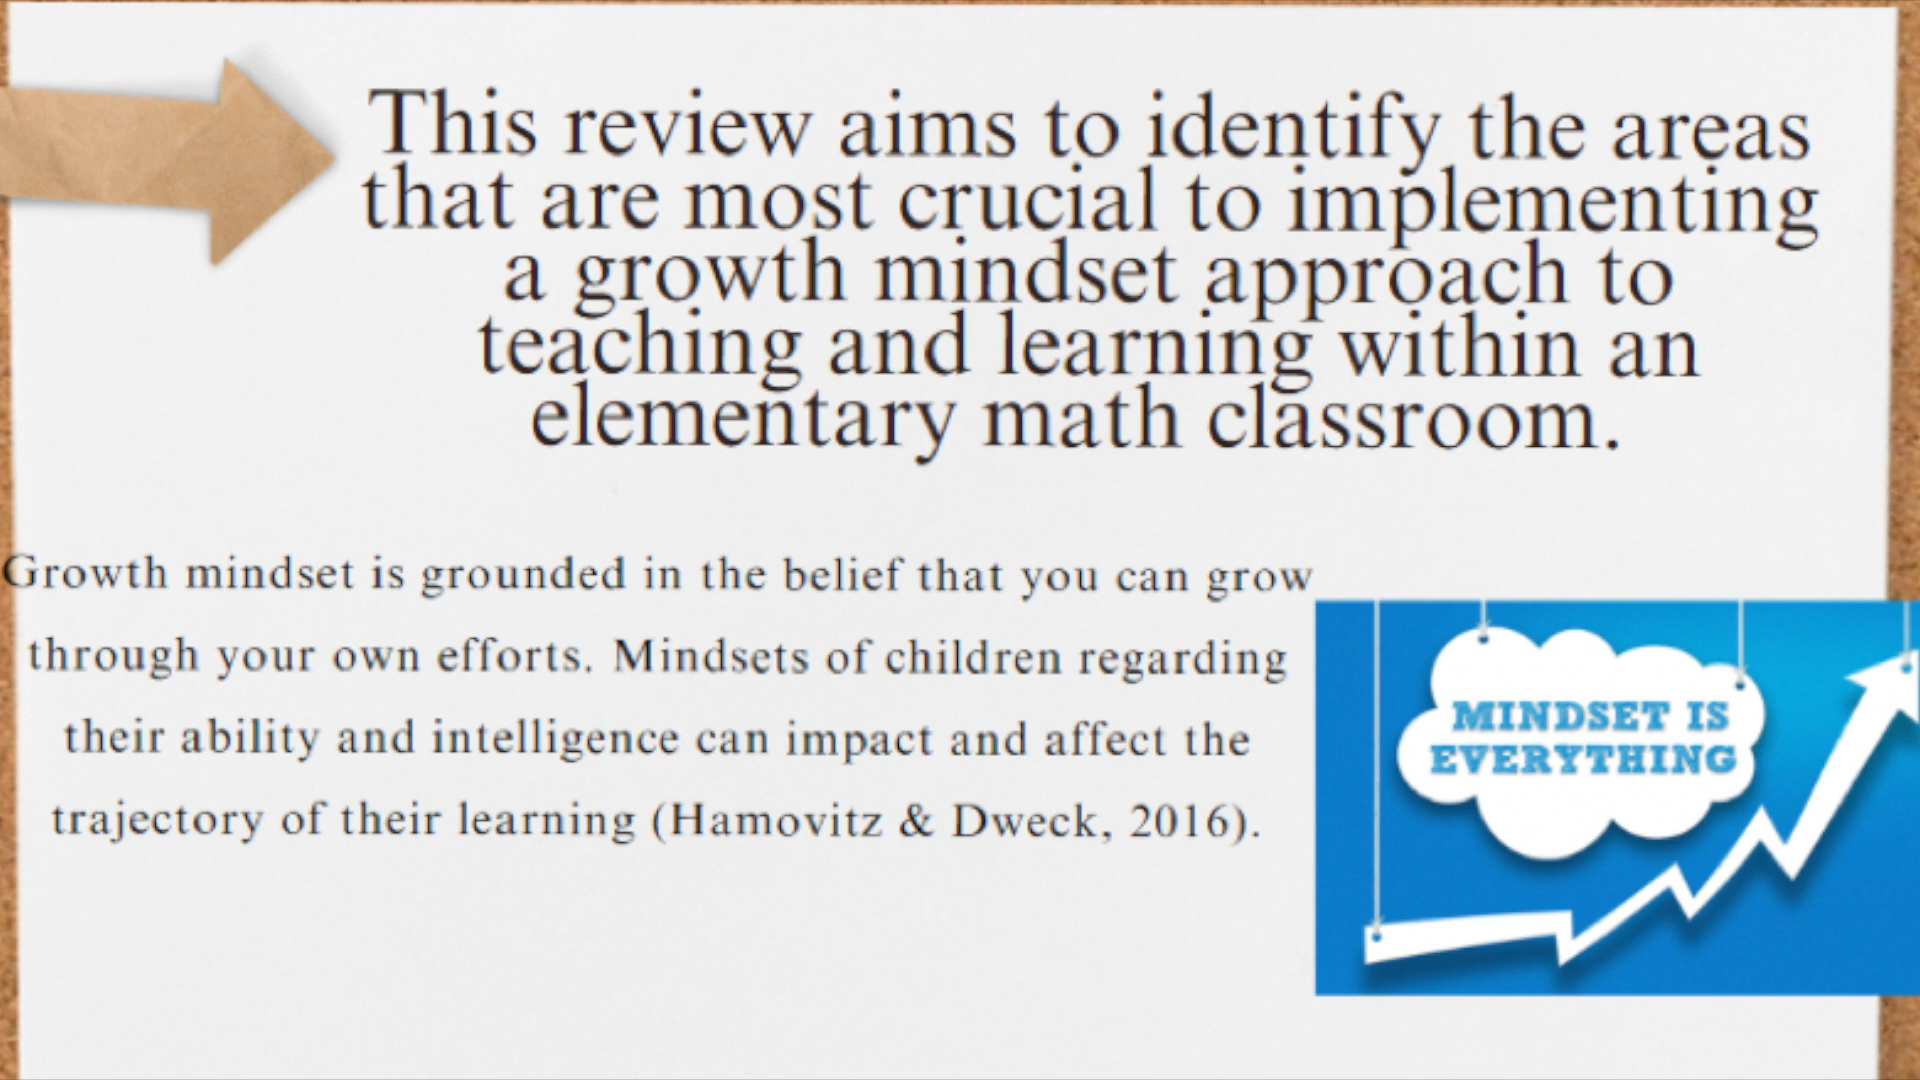 This review aims to identify the areas
that are most crucial to implementing
a growth mindset approach to
teaching and learning within an
elementary math classroom.
Growth mindset is grounded in the belief that you can grow
through your own efforts. Mindsets of children regarding
their ability and intelligence can impact and affect the
trajectory of their learning (Hamovitz & Dweck, 2016).
MINDSET IS
EVERYTHING